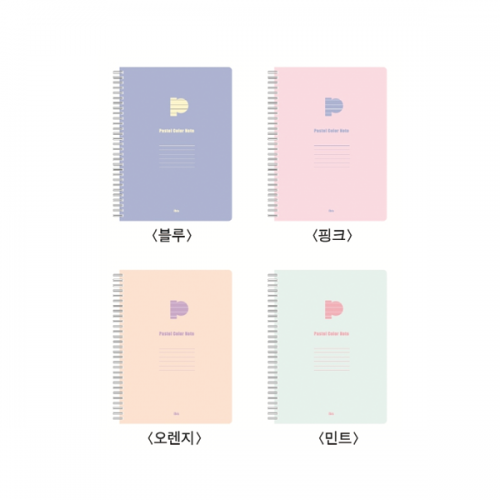 P
Pastel Color Note
〈블루〉
P
Pastel Color Note
〈핑크〉
P
Pastel Color Note
〈오렌지〉
P
Pastel Color Note
〈민트〉